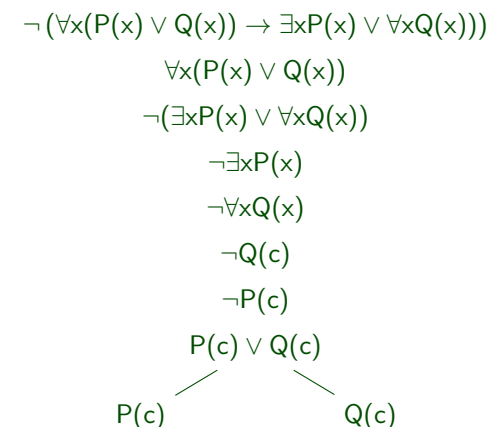 ¬ (∀x(P(x) ∨ Q(x)) → ∃xP(x) ∨ ∀xQ(x)))
∀x(P(x) ∨ Q(x))
¬(∃xP(x) ∨ ∀xQ(x))
¬∃xP(x)
¬∀xQ(x)
¬Q(c)
¬P(c)
P(c) ∨ Q(c)
P(c) Q(c)